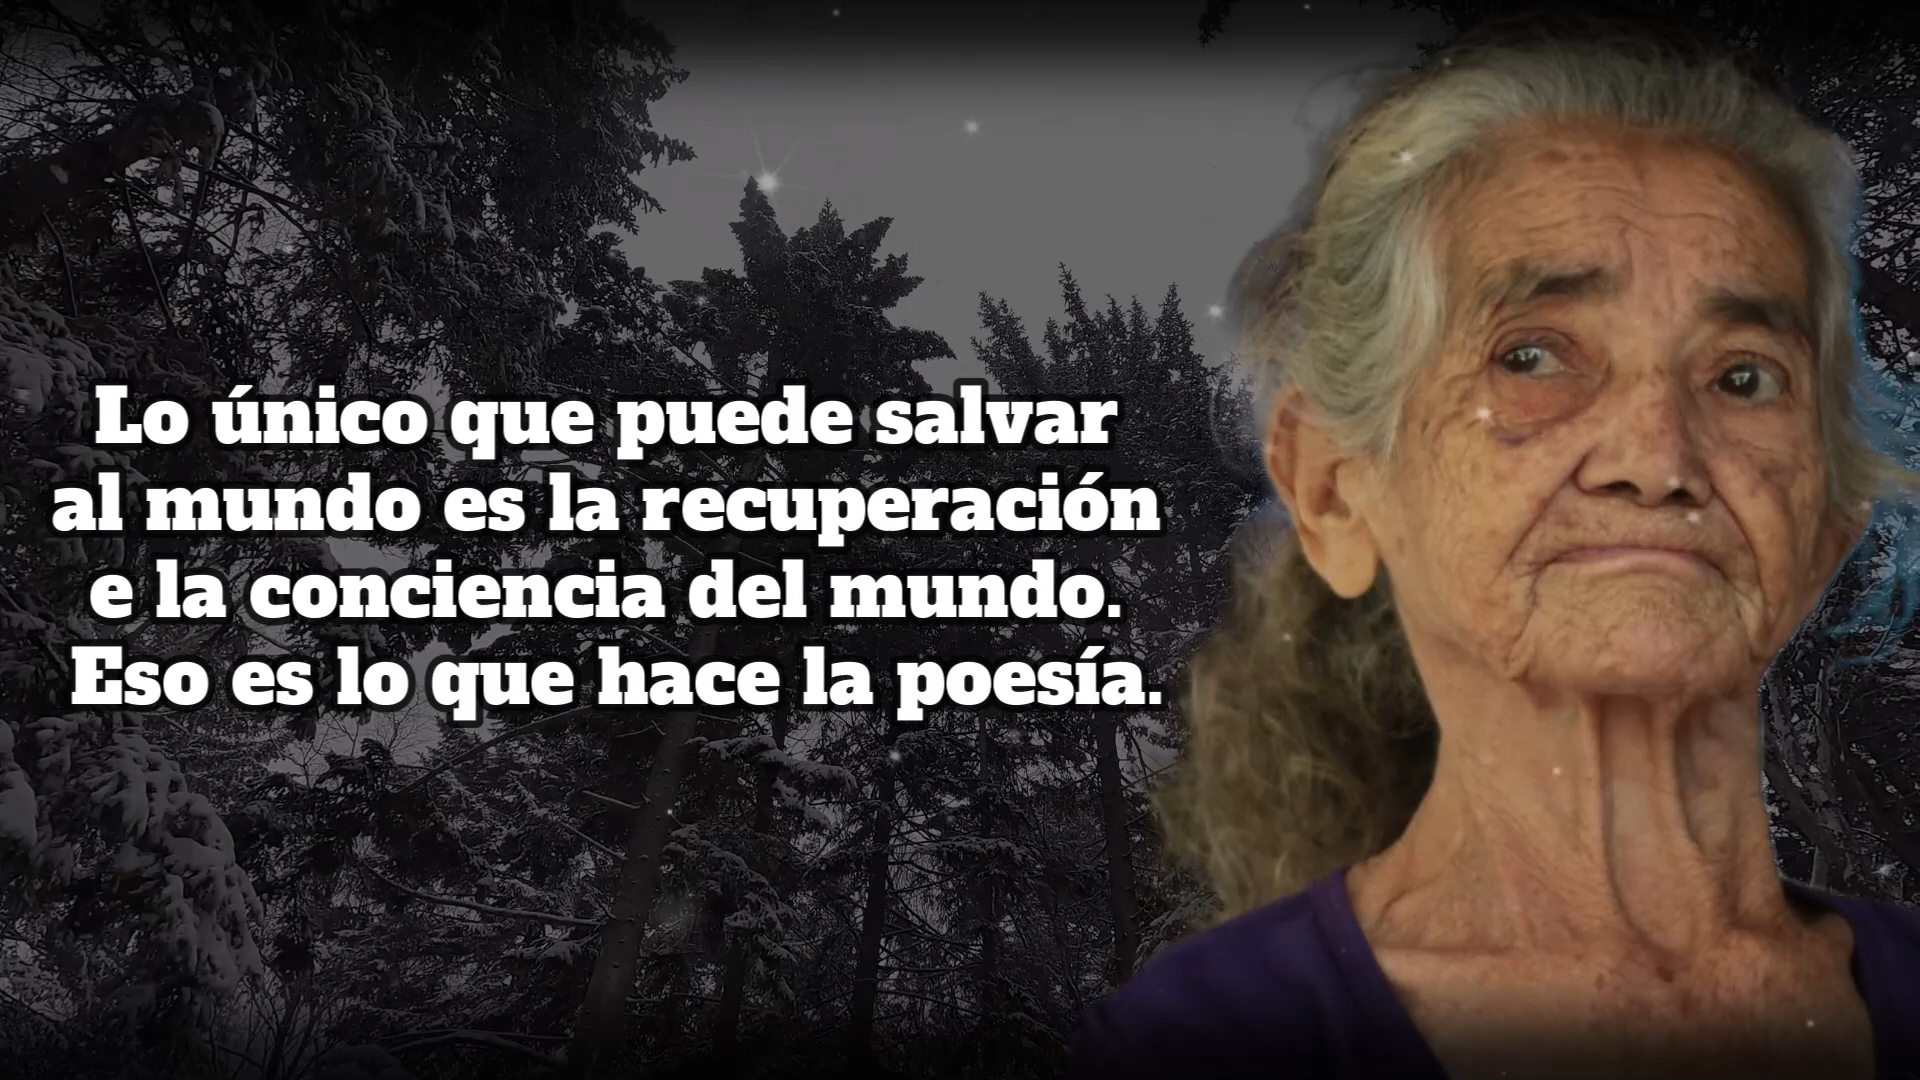 Lo único que puede salvar
al mundo es la recuperación
e la conciencia del mundo.
Eso es lo que hace la poesía.